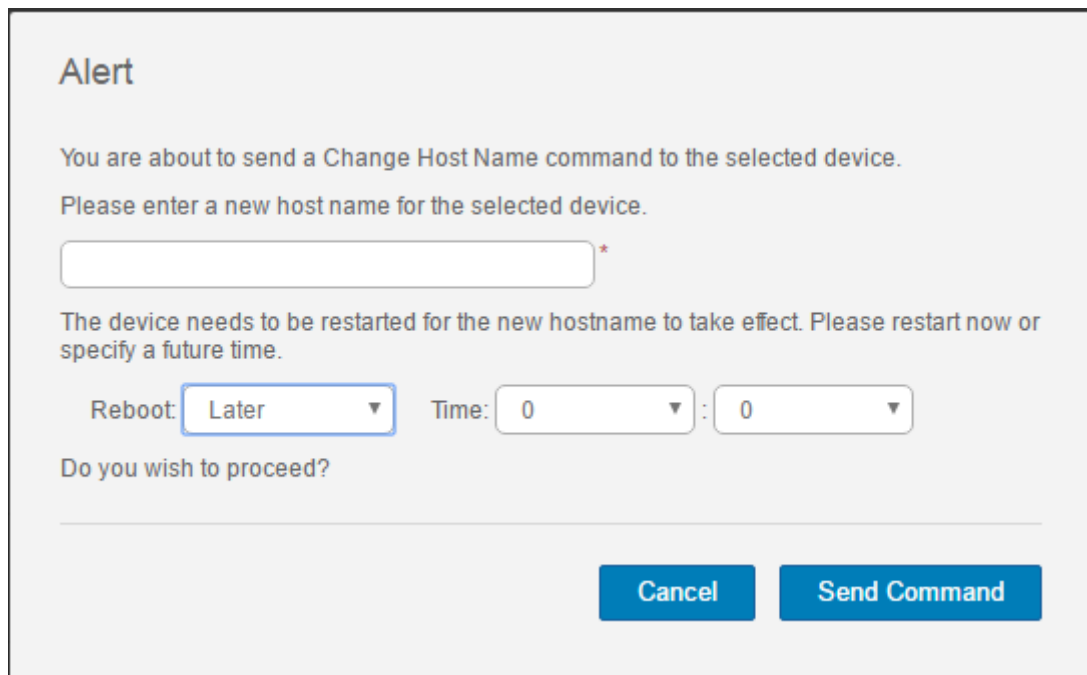 Alert
You are about to send a Change Host Name command to the selected device.
Please enter a new host name for the selected device.
*
The device needs to be restarted for the new hostname to take effect. Please restart now or
specify a future time.
Reboot: Later Time: 0 : 0
Do you wish to proceed?
Cancel Send Command